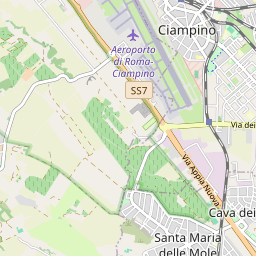 Ciampino
Aeroporto
di Roma-
Ciampino
SS7
Via dei
Via Appia Nuova
Cava dei
Santa Maria
delle Mole